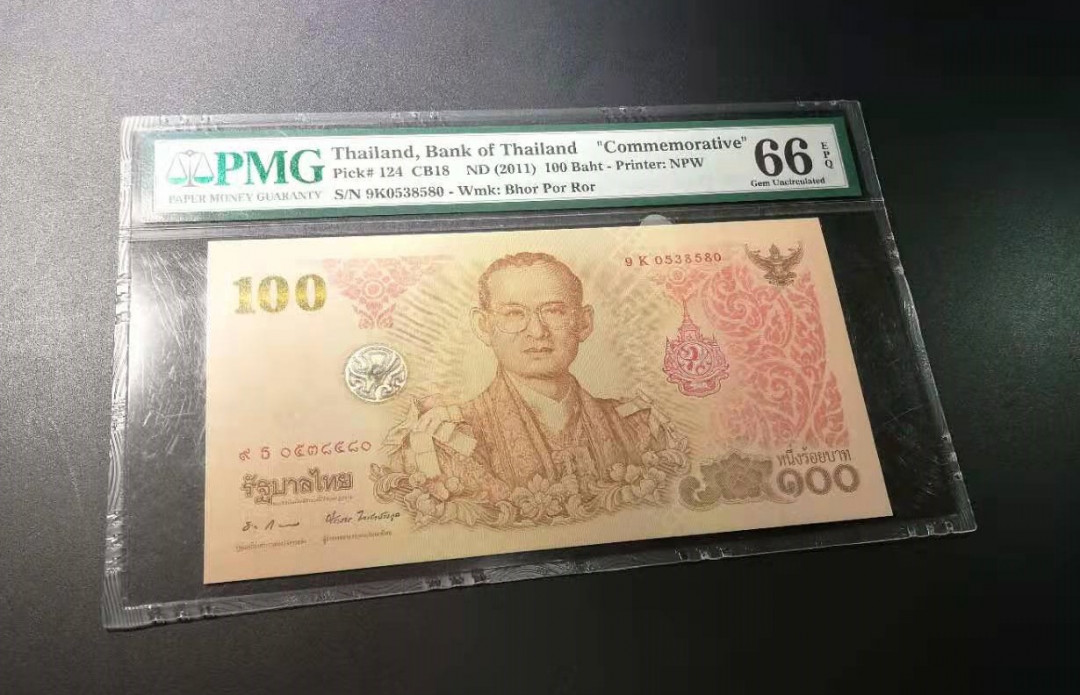 PMG
PAPER MONEY GUARANTY
Thailand, Bank of Thailand "Commemorative"
Pick# 124 CB18 ND (2011) 100 Baht - Printer: NPW
S/N 9K0538580 - Wmk: Bhor Por Ror
66 EPQ
Gem Uncirculated
100
9 K 0538580
๙ ธ ๐๕๓๘๕๘๐
รัฐบาลไทย
หนึ่งร้อยบาท
๑๐๐